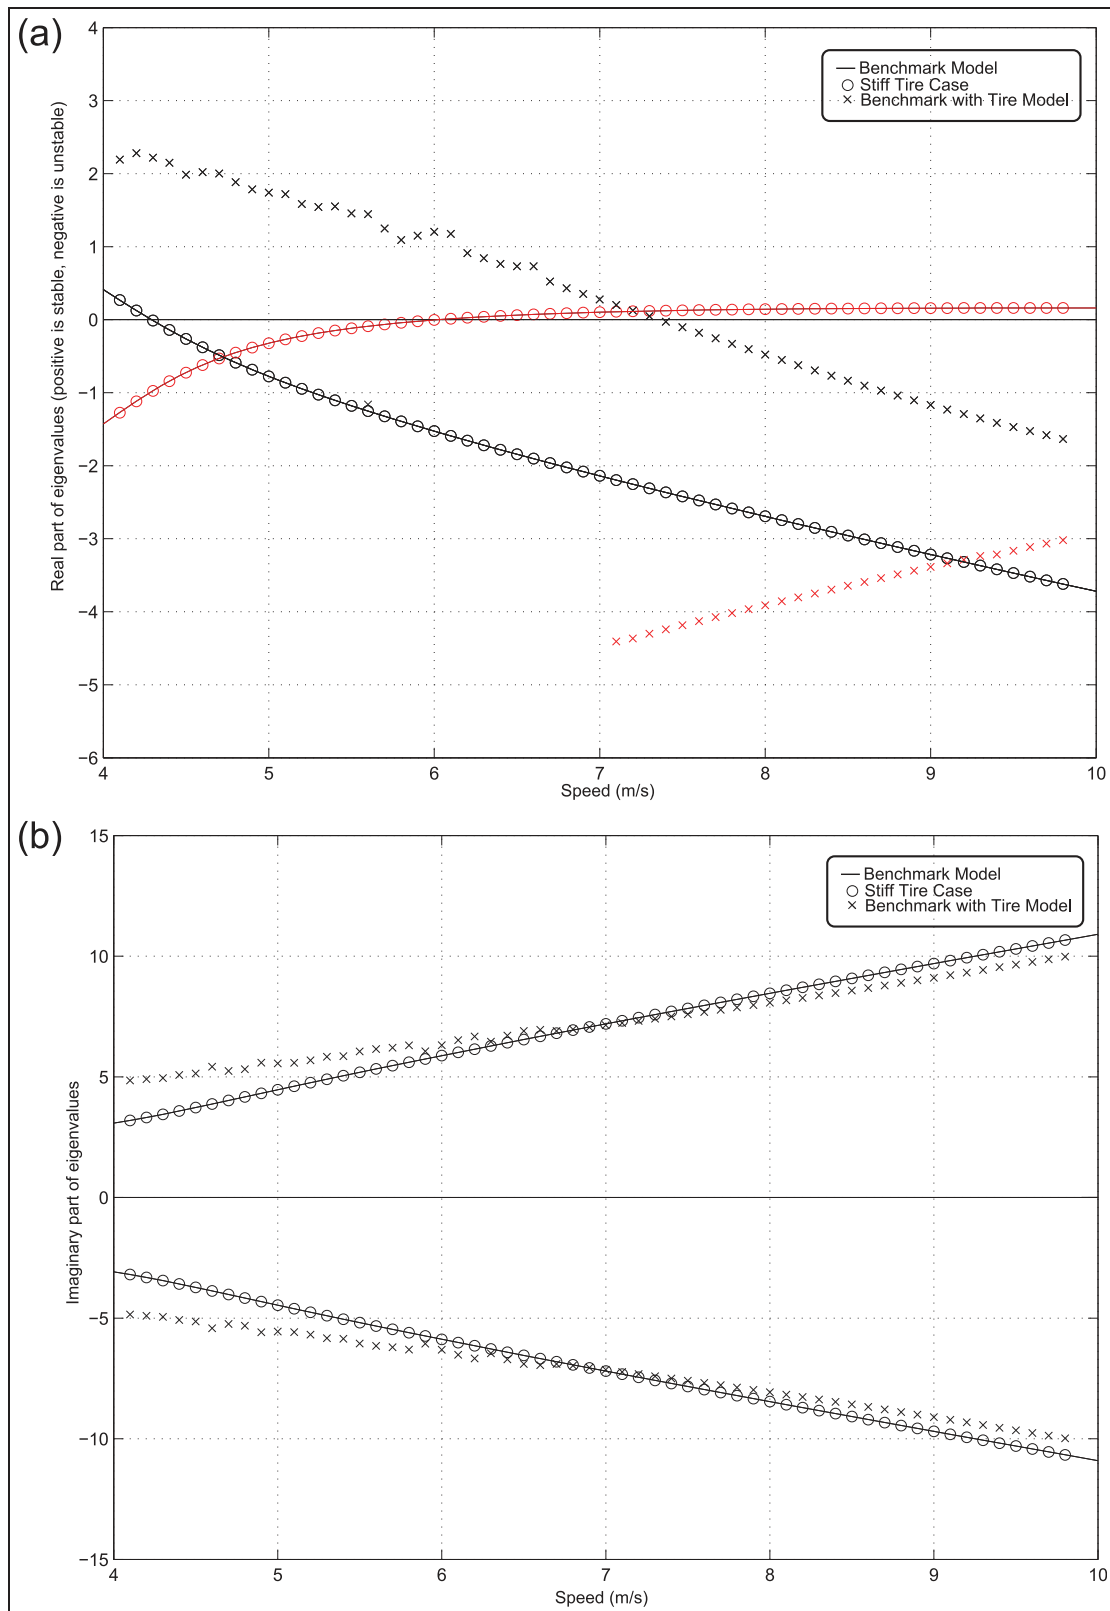 (a)
4
3
2
1
0
−1
−2
−3
−4
−5
−6
Real part of eigenvalues (positive is stable, negative is unstable)
Benchmark Model
Stiff Tire Case
Benchmark with Tire Model
4 5 6 7 8 9 10
Speed (m/s)
(b)
15
10
5
0
−5
−10
−15
Imaginary part of eigenvalues
Benchmark Model
Stiff Tire Case
Benchmark with Tire Model
4 5 6 7 8 9 10
Speed (m/s)